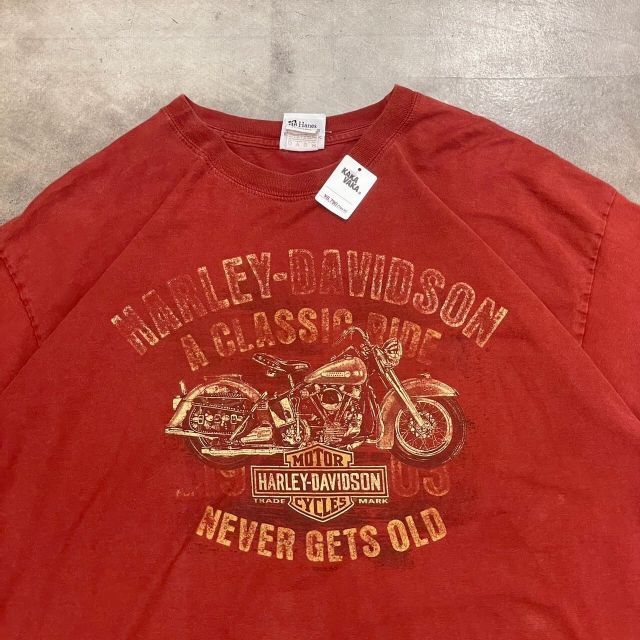 Hanes
KAKA
VAKA
HARLEY-DAVIDSON
A CLASSIC RIDE
MOTOR
HARLEY-DAVIDSON
CYCLES
TRADE MARK
NEVER GETS OLD